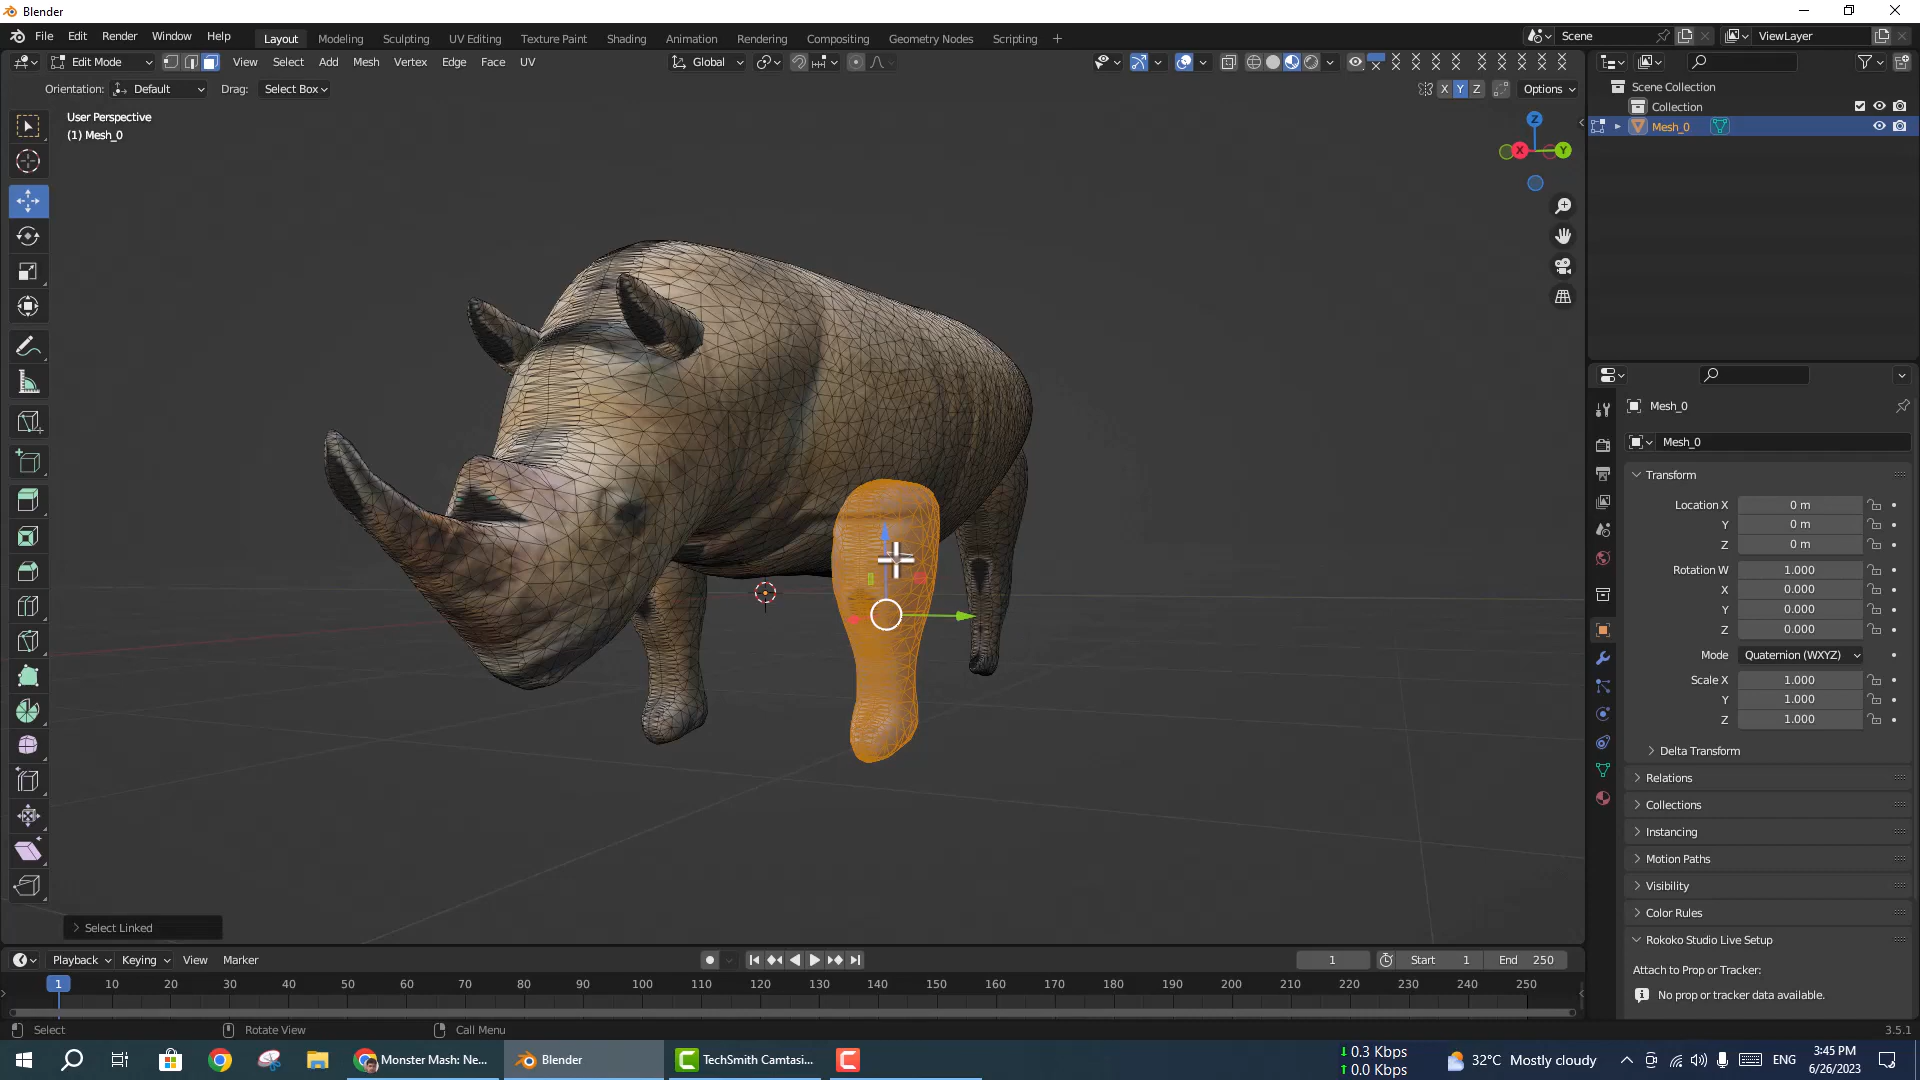 Blender
File Edit Render Window Help Layout Modeling Sculpting UV Editing Texture Paint Shading Animation Rendering Compositing Geometry Nodes Scripting + Scene ViewLayer
Edit Mode View Select Add Mesh Vertex Edge Face UV Global
Orientation: Default Drag: Select Box X Y Z Options
User Perspective
(1) Mesh_0
Z
X Y
Scene Collection
Collection
Mesh_0
Mesh_0
Mesh_0
Transform
Location X 0 m
Y 0 m
Z 0 m
Rotation W 1.000
X 0.000
Y 0.000
Z 0.000
Mode Quaternion (WXYZ)
Scale X 1.000
Y 1.000
Z 1.000
Delta Transform
Relations
Collections
Instancing
Motion Paths
Visibility
Color Rules
Rokoko Studio Live Setup
Attach to Prop or Tracker:
No prop or tracker data available.
Select Linked
Playback Keying View Marker 1 Start 1 End 250
1 10 20 30 40 50 60 70 80 90 100 110 120 130 140 150 160 170 180 190 200 210 220 230 240 250
Select Rotate View Call Menu 3.5.1
Monster Mash: Ne... Blender TechSmith Camtasi... 0.3 Kbps 0.0 Kbps 32°C Mostly cloudy ENG 3:45 PM 6/26/2023